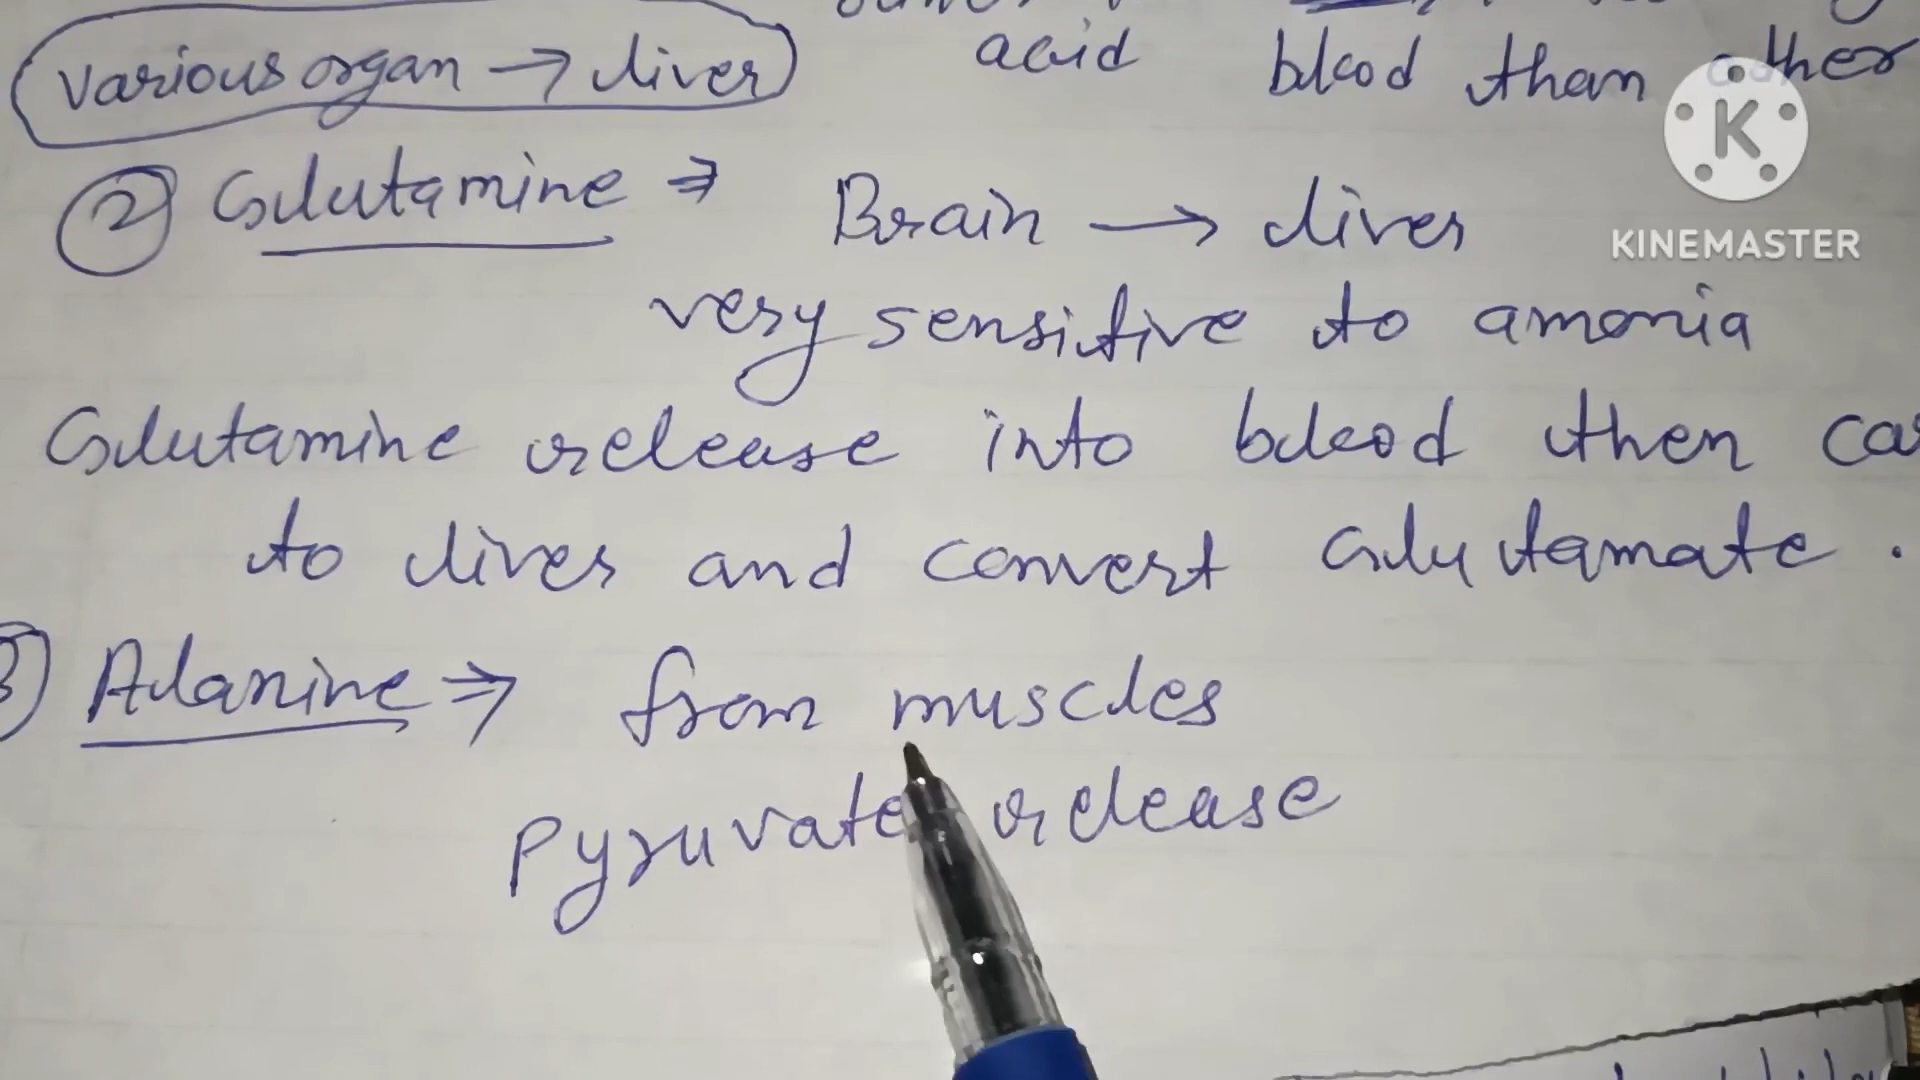 various organ → liver acid blood than other
② Glutamine ⇒ Brain → liver
very sensitive to amonia
Glutamine release into blood then
to liver and convert Glutamate.
Alanine ⇒ from muscles
Pyruvate release
K
KINEMASTER